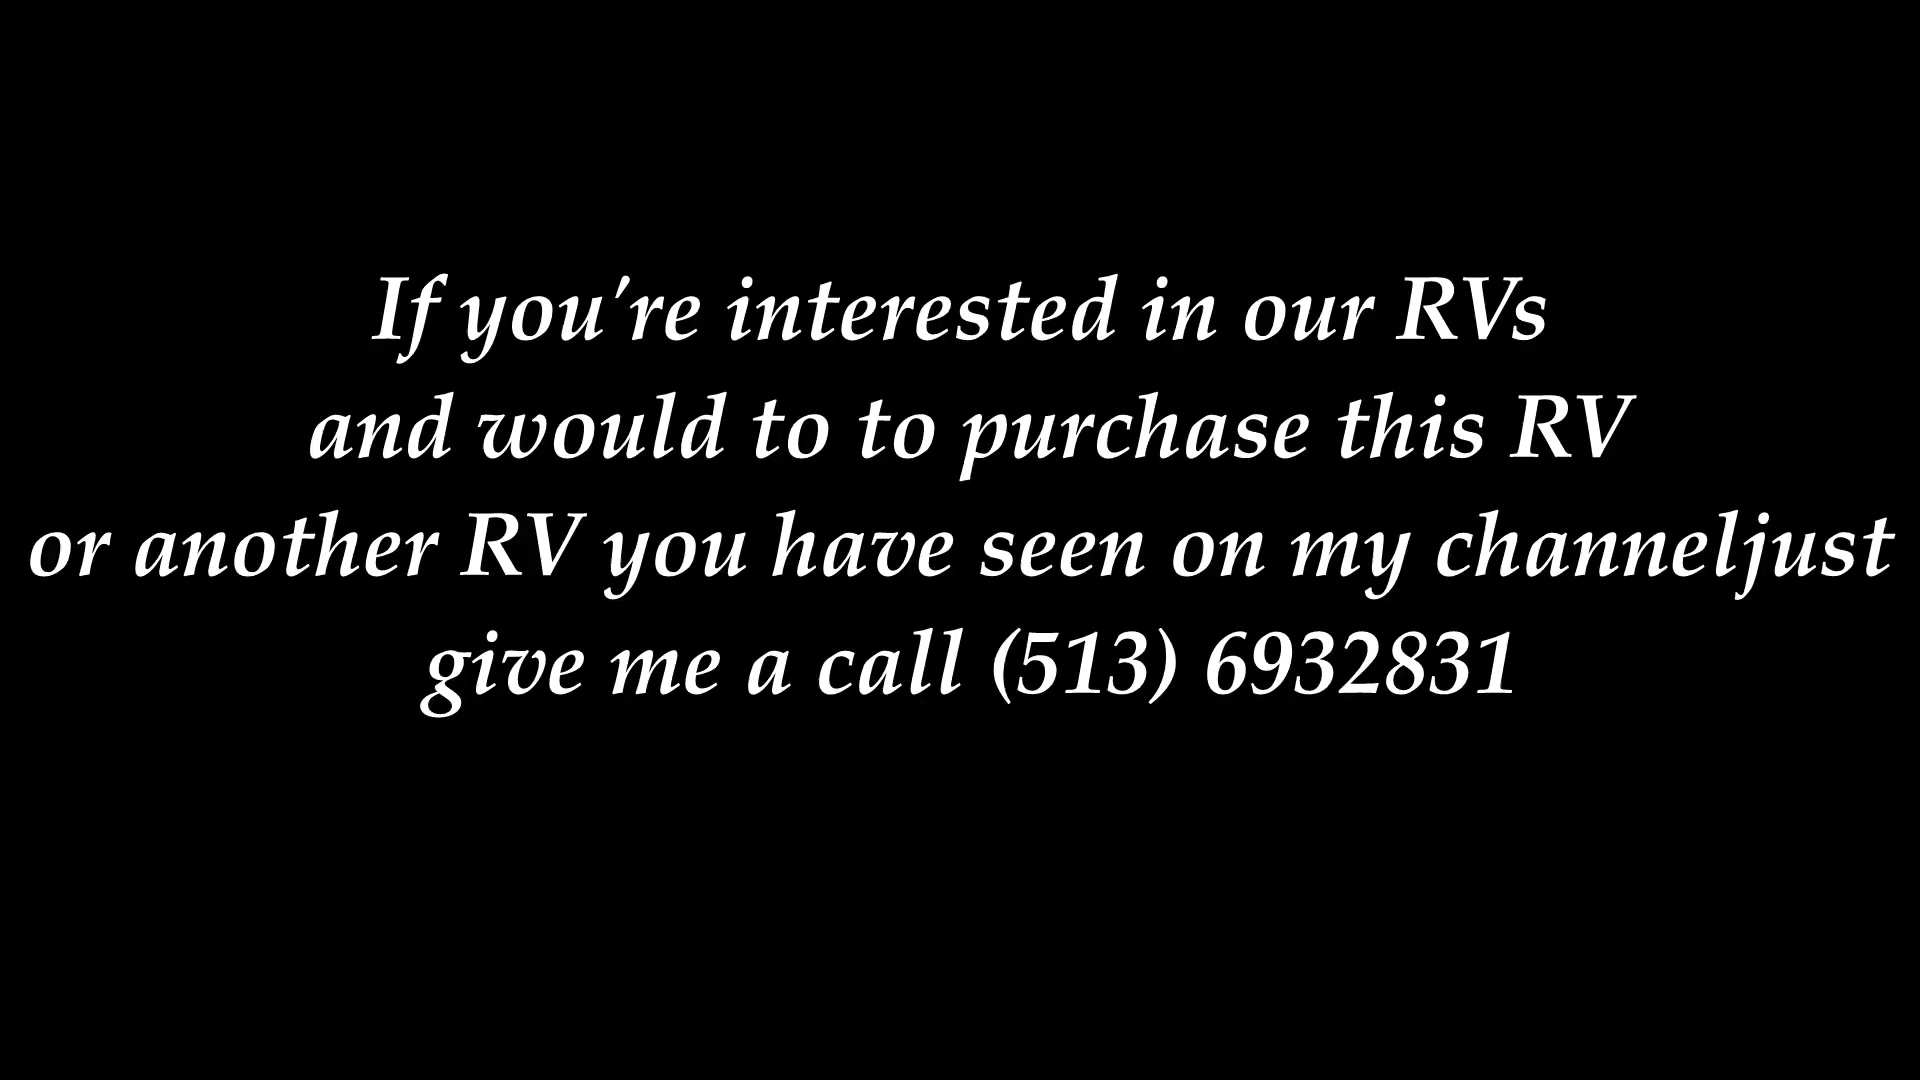 If you're interested in our RVs
and would to to purchase this RV
or another RV you have seen on my channeljust
give me a call (513) 6932831